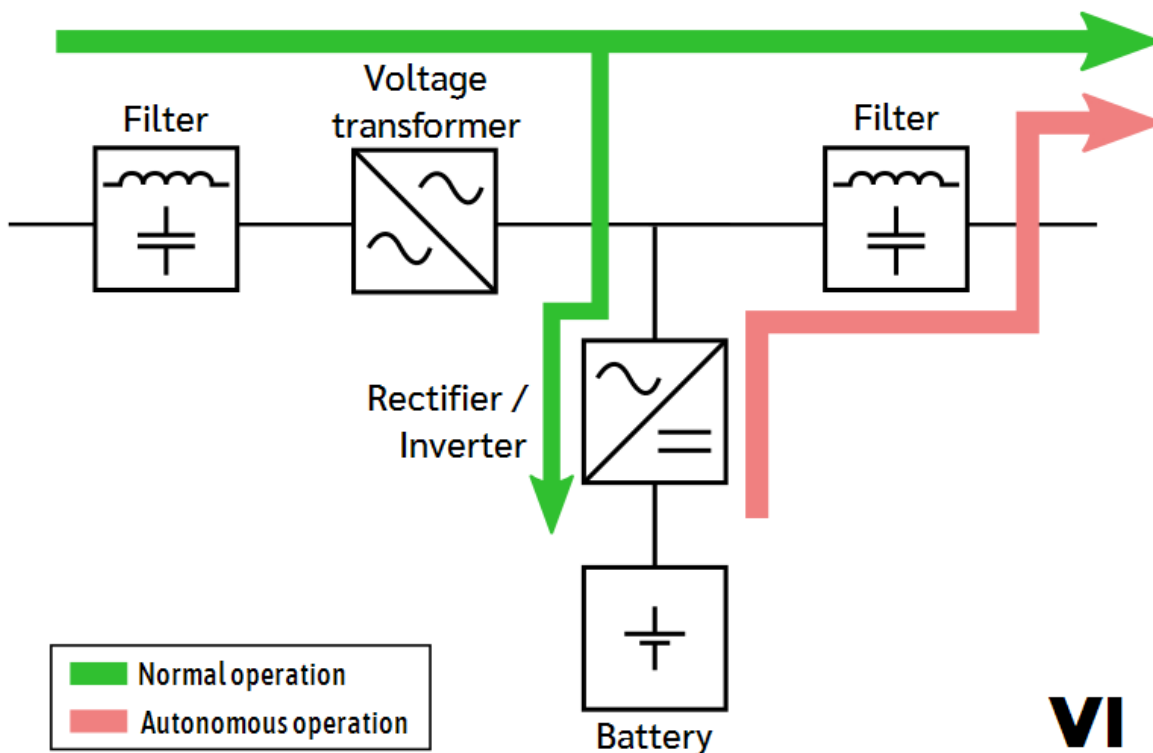 Voltage
transformer
Filter
Filter
Rectifier /
Inverter
Normal operation
Autonomous operation
Battery
VI